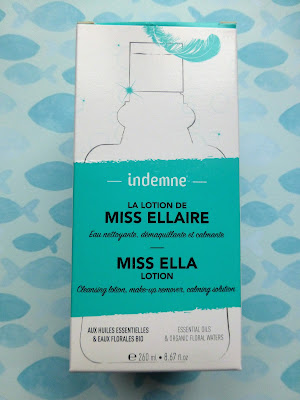 indemne
LA LOTION DE
MISS ELLAIRE
Eau nettoyante, démaquillante et calmante
MISS ELLA
LOTION
Cleansing lotion, make-up remover, calming solution
AUX HUILES ESSENTIELLES
& EAUX FLORALES BIO
ESSENTIAL OILS
& ORGANIC FLORAL WATERS
℮ 260 ml • 8.67 fl.oz